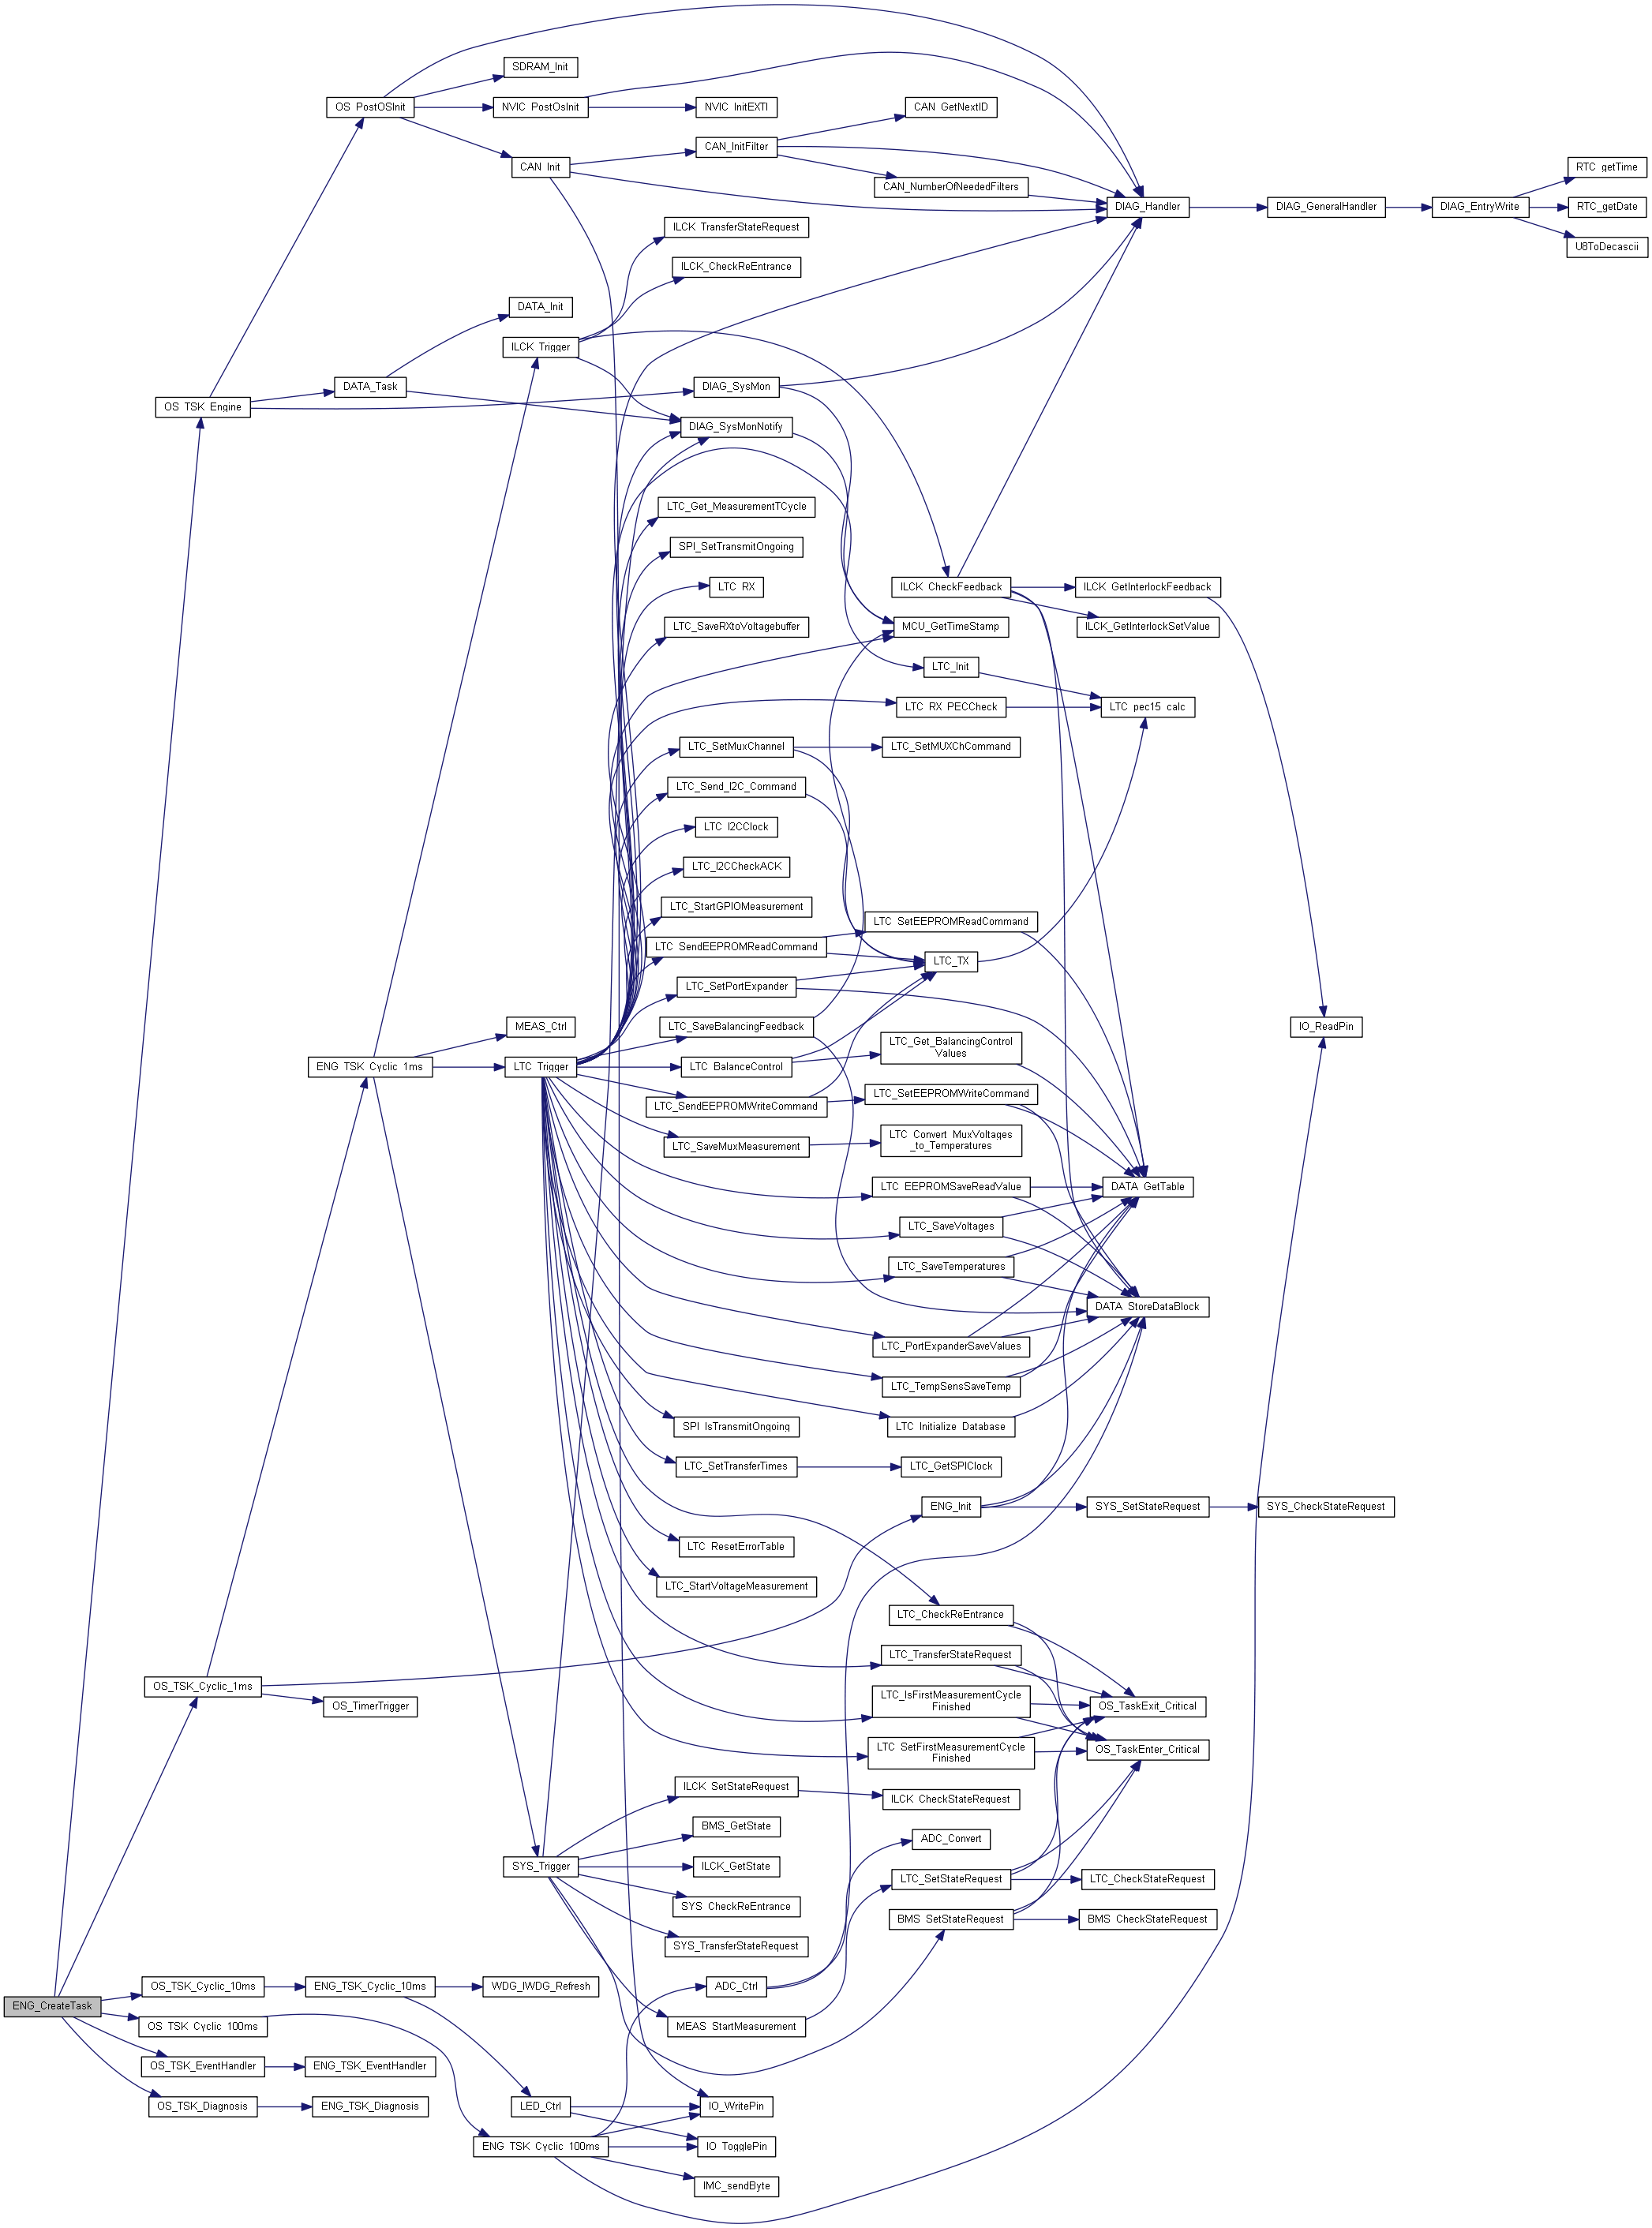 SDRAM_Init
OS_PostOSInit
NVIC_PostOsInit
NVIC_InitEXTI
CAN_GetNextID
CAN_InitFilter
CAN_Init
CAN_NumberOfNeededFilters
RTC_getTime
DIAG_Handler
DIAG_GeneralHandler
DIAG_EntryWrite
RTC_getDate
ILCK_TransferStateRequest
U8ToDecascii
ILCK_CheckReEntrance
DATA_Init
ILCK_Trigger
DATA_Task
DIAG_SysMon
OS_TSK_Engine
DIAG_SysMonNotify
LTC_Get_MeasurementTCycle
SPI_SetTransmitOngoing
LTC_RX
ILCK_CheckFeedback
ILCK_GetInterlockFeedback
LTC_SaveRXtoVoltagebuffer
MCU_GetTimeStamp
ILCK_GetInterlockSetValue
LTC_Init
LTC_RX_PECCheck
LTC_pec15_calc
LTC_SetMuxChannel
LTC_SetMUXChCommand
LTC_Send_I2C_Command
LTC_I2CClock
LTC_I2CCheckACK
LTC_StartGPIOMeasurement
LTC_SetEEPROMReadCommand
LTC_SendEEPROMReadCommand
LTC_TX
LTC_SetPortExpander
MEAS_Ctrl
LTC_SaveBalancingFeedback
IO_ReadPin
LTC_Get_BalancingControl
Values
ENG_TSK_Cyclic_1ms
LTC_Trigger
LTC_BalanceControl
LTC_SendEEPROMWriteCommand
LTC_SetEEPROMWriteCommand
LTC_SaveMuxMeasurement
LTC_Convert_MuxVoltages
_to_Temperatures
LTC_EEPROMSaveReadValue
DATA_GetTable
LTC_SaveVoltages
LTC_SaveTemperatures
DATA_StoreDataBlock
LTC_PortExpanderSaveValues
LTC_TempSensSaveTemp
SPI_IsTransmitOngoing
LTC_Initialize_Database
LTC_SetTransferTimes
LTC_GetSPIClock
ENG_Init
SYS_SetStateRequest
SYS_CheckStateRequest
LTC_ResetErrorTable
LTC_StartVoltageMeasurement
LTC_CheckReEntrance
LTC_TransferStateRequest
OS_TSK_Cyclic_1ms
OS_TimerTrigger
LTC_IsFirstMeasurementCycle
Finished
OS_TaskExit_Critical
LTC_SetFirstMeasurementCycle
Finished
OS_TaskEnter_Critical
ILCK_SetStateRequest
ILCK_CheckStateRequest
BMS_GetState
ADC_Convert
SYS_Trigger
ILCK_GetState
LTC_SetStateRequest
LTC_CheckStateRequest
SYS_CheckReEntrance
BMS_SetStateRequest
BMS_CheckStateRequest
SYS_TransferStateRequest
OS_TSK_Cyclic_10ms
ENG_TSK_Cyclic_10ms
WDG_IWDG_Refresh
ADC_Ctrl
ENG_CreateTask
OS_TSK_Cyclic_100ms
MEAS_StartMeasurement
OS_TSK_EventHandler
ENG_TSK_EventHandler
OS_TSK_Diagnosis
ENG_TSK_Diagnosis
LED_Ctrl
IO_WritePin
ENG_TSK_Cyclic_100ms
IO_TogglePin
IMC_sendByte